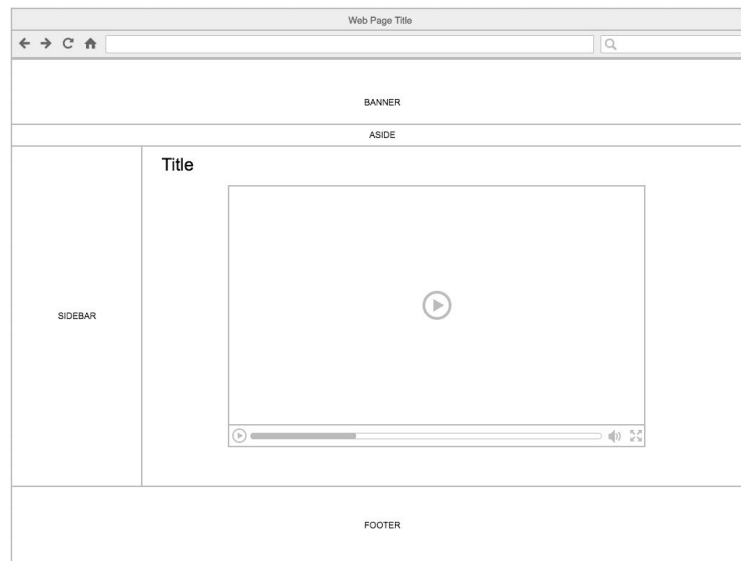 Web Page Title
BANNER
ASIDE
Title
SIDEBAR
FOOTER